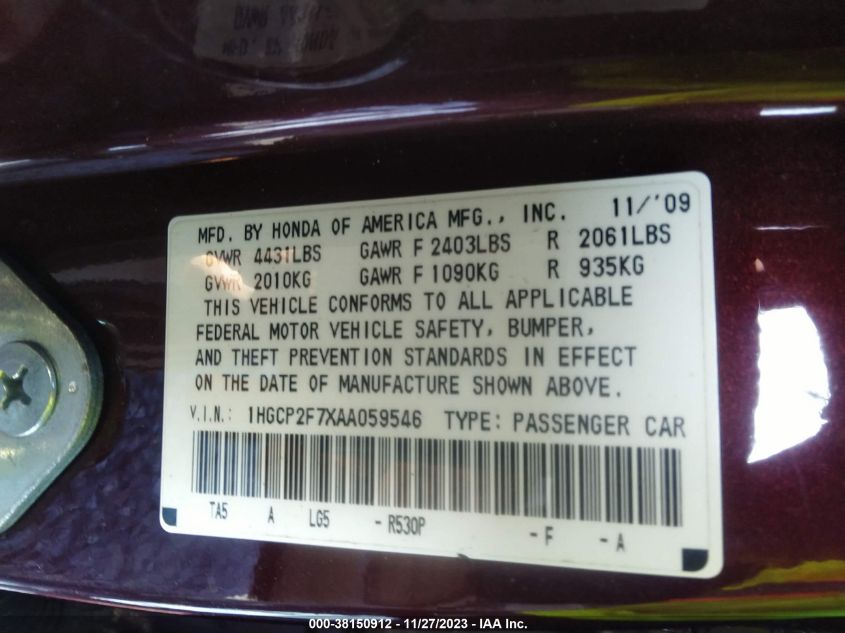 MFD. BY HONDA OF AMERICA MFG., INC. 11/'09
GVWR 4431LBS GAWR F 2403LBS R 2061LBS
GVWR 2010KG GAWR F 1090KG R 935KG
THIS VEHICLE CONFORMS TO ALL APPLICABLE
FEDERAL MOTOR VEHICLE SAFETY, BUMPER,
AND THEFT PREVENTION STANDARDS IN EFFECT
ON THE DATE OF MANUFACTURE SHOWN ABOVE.
V.I.N.: 1HGCP2F7XAA059546 TYPE: PASSENGER CAR
TA5 A LG5 -R530P -F -A
000-38150912 - 11/27/2023 - IAA Inc.